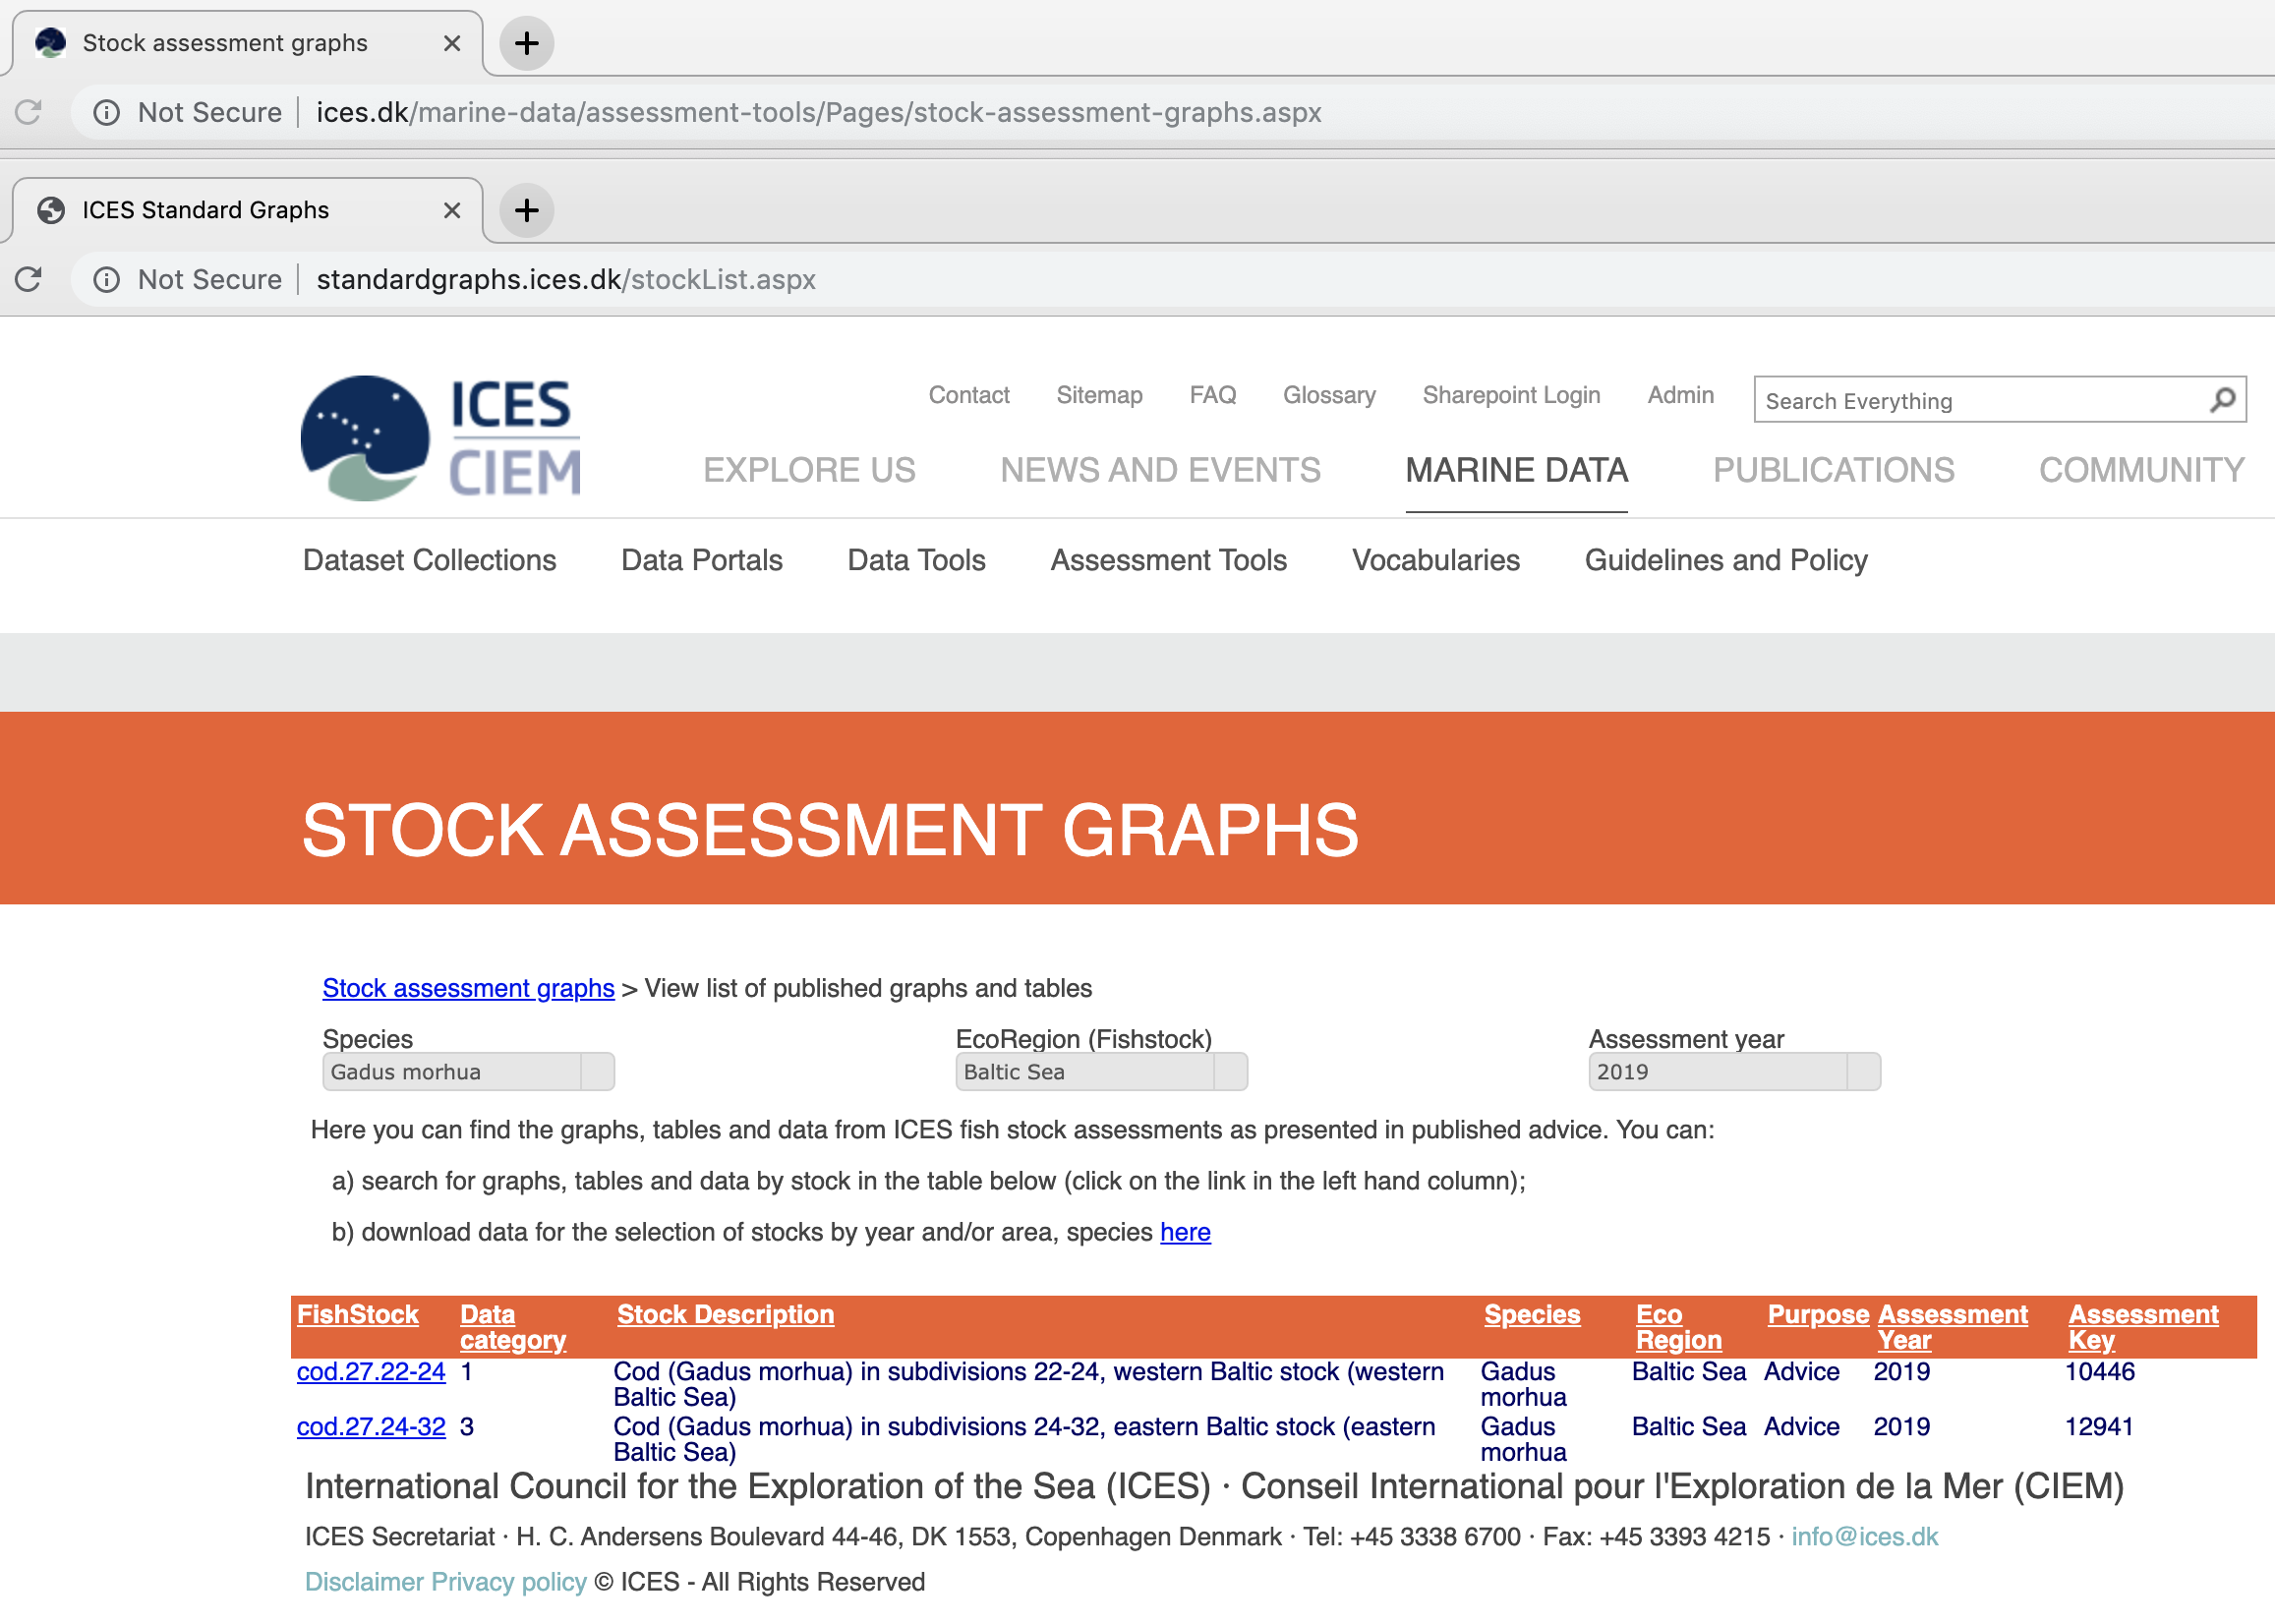 Stock assessment graphs
Not Secure ices.dk/marine-data/assessment-tools/Pages/stock-assessment-graphs.aspx
ICES Standard Graphs
Not Secure standardgraphs.ices.dk/stockList.aspx
ICES
CIEM
Contact Sitemap FAQ Glossary Sharepoint Login Admin Search Everything
EXPLORE US NEWS AND EVENTS MARINE DATA PUBLICATIONS COMMUNITY
Dataset Collections Data Portals Data Tools Assessment Tools Vocabularies Guidelines and Policy
STOCK ASSESSMENT GRAPHS
Stock assessment graphs > View list of published graphs and tables
Species EcoRegion (Fishstock) Assessment year
Gadus morhua Baltic Sea 2019
Here you can find the graphs, tables and data from ICES fish stock assessments as presented in published advice. You can:
a) search for graphs, tables and data by stock in the table below (click on the link in the left hand column);
b) download data for the selection of stocks by year and/or area, species here
FishStock Data Stock Description Species Eco Purpose Assessment Assessment
category Region Year Key
cod.27.22-24 1 Cod (Gadus morhua) in subdivisions 22-24, western Baltic stock (western Gadus Baltic Sea Advice 2019 10446
Baltic Sea) morhua
cod.27.24-32 3 Cod (Gadus morhua) in subdivisions 24-32, eastern Baltic stock (eastern Gadus Baltic Sea Advice 2019 12941
Baltic Sea) morhua
International Council for the Exploration of the Sea (ICES) · Conseil International pour l'Exploration de la Mer (CIEM)
ICES Secretariat · H. C. Andersens Boulevard 44-46, DK 1553, Copenhagen Denmark · Tel: +45 3338 6700 · Fax: +45 3393 4215 · info@ices.dk
Disclaimer Privacy policy © ICES - All Rights Reserved